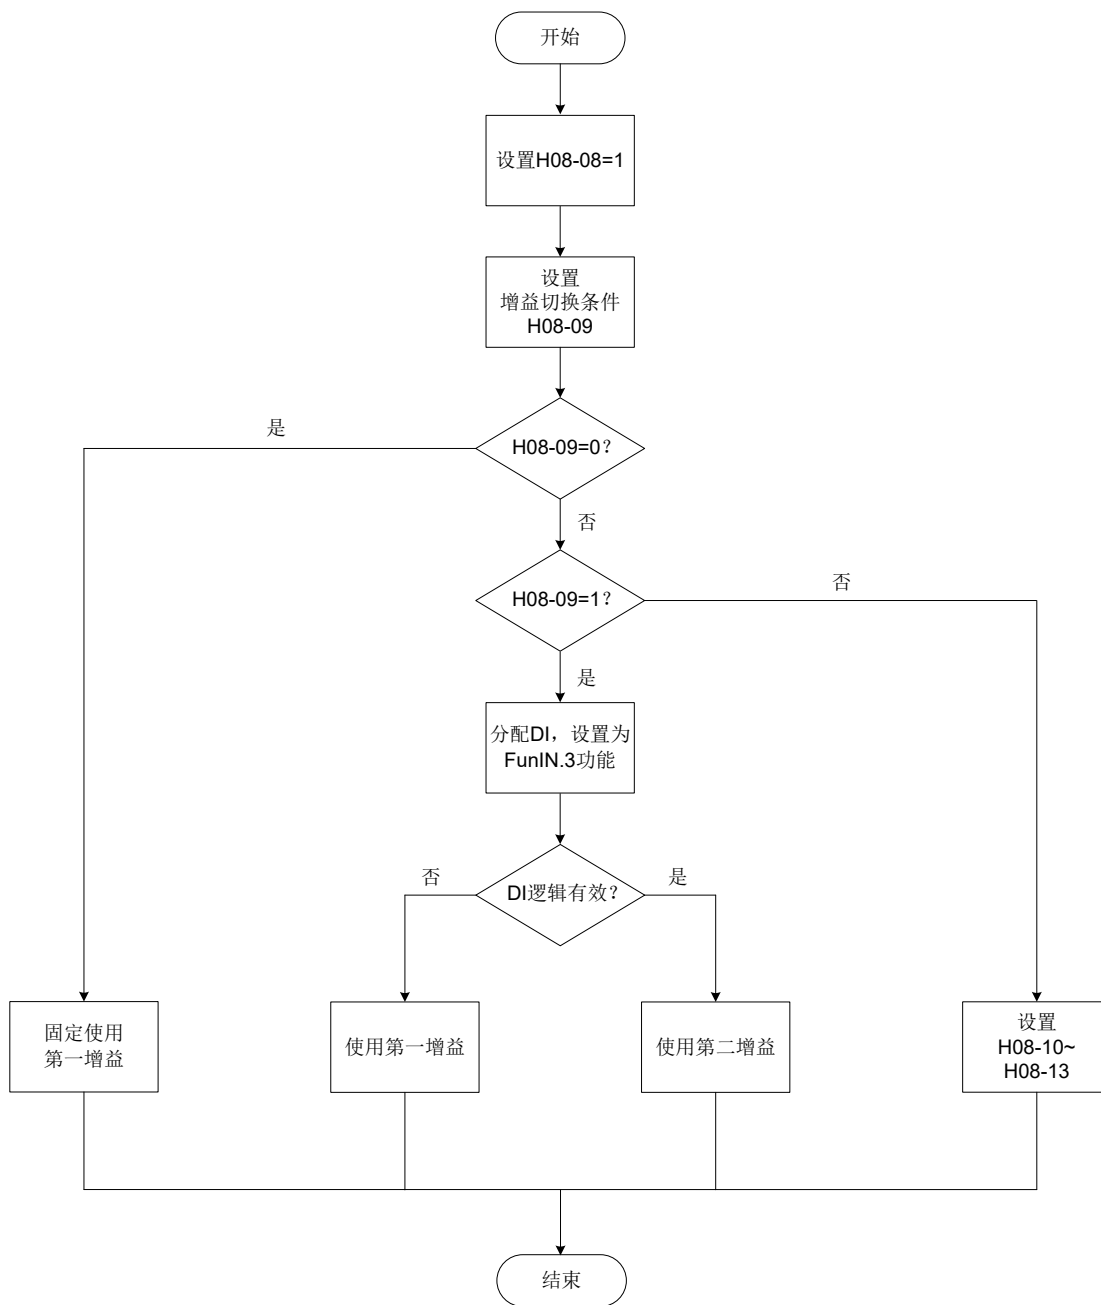 开始
设置H08-08=1
设置
增益切换条件
H08-09
是
H08-09=0?
否
否
H08-09=1?
是
分配DI，设置为
FunIN.3功能
否
是
DI逻辑有效?
固定使用
第一增益
使用第一增益
使用第二增益
设置
H08-10~
H08-13
结束